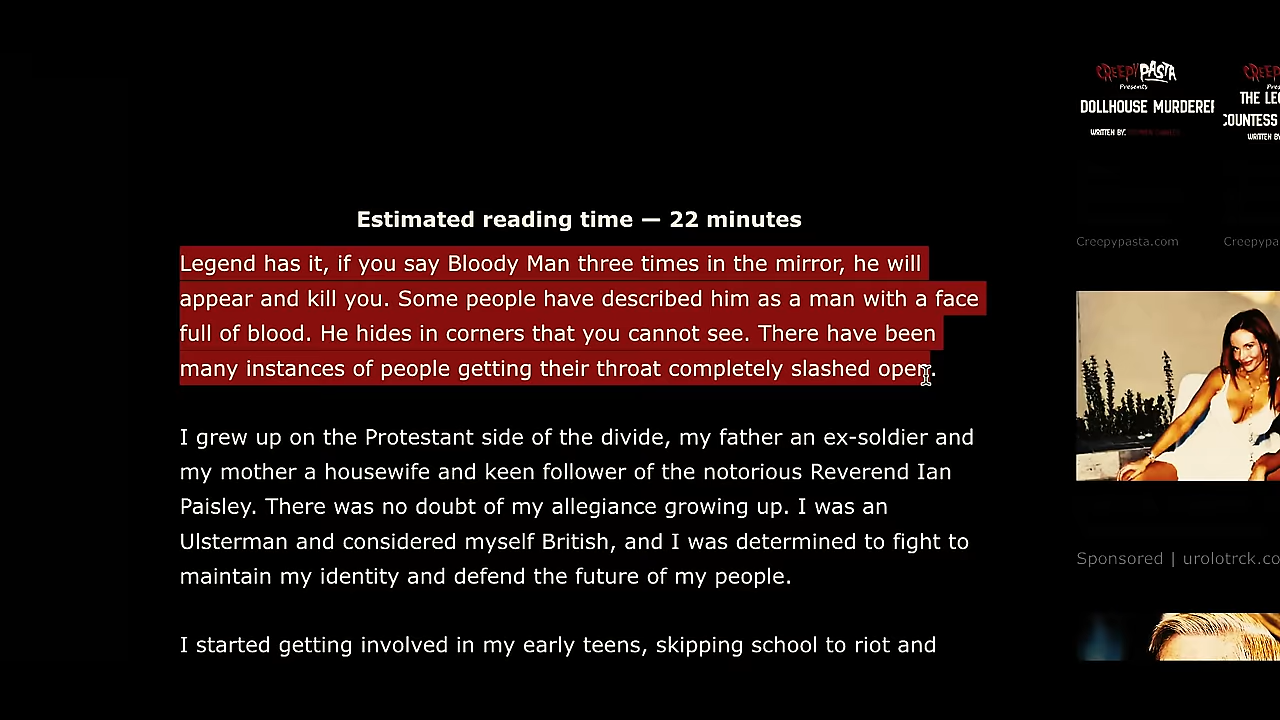 CREEPYPASTA
Presents
DOLLHOUSE MURDERER
WRITTEN BY:
CREEP
Pres
THE LE
COUNTESS
WRITTEN BY
Creepypasta.com
Creepypa
Estimated reading time — 22 minutes
Legend has it, if you say Bloody Man three times in the mirror, he will
appear and kill you. Some people have described him as a man with a face
full of blood. He hides in corners that you cannot see. There have been
many instances of people getting their throat completely slashed open.
I grew up on the Protestant side of the divide, my father an ex-soldier and
my mother a housewife and keen follower of the notorious Reverend Ian
Paisley. There was no doubt of my allegiance growing up. I was an
Ulsterman and considered myself British, and I was determined to fight to
maintain my identity and defend the future of my people.
I started getting involved in my early teens, skipping school to riot and
Sponsored | urolotrck.co